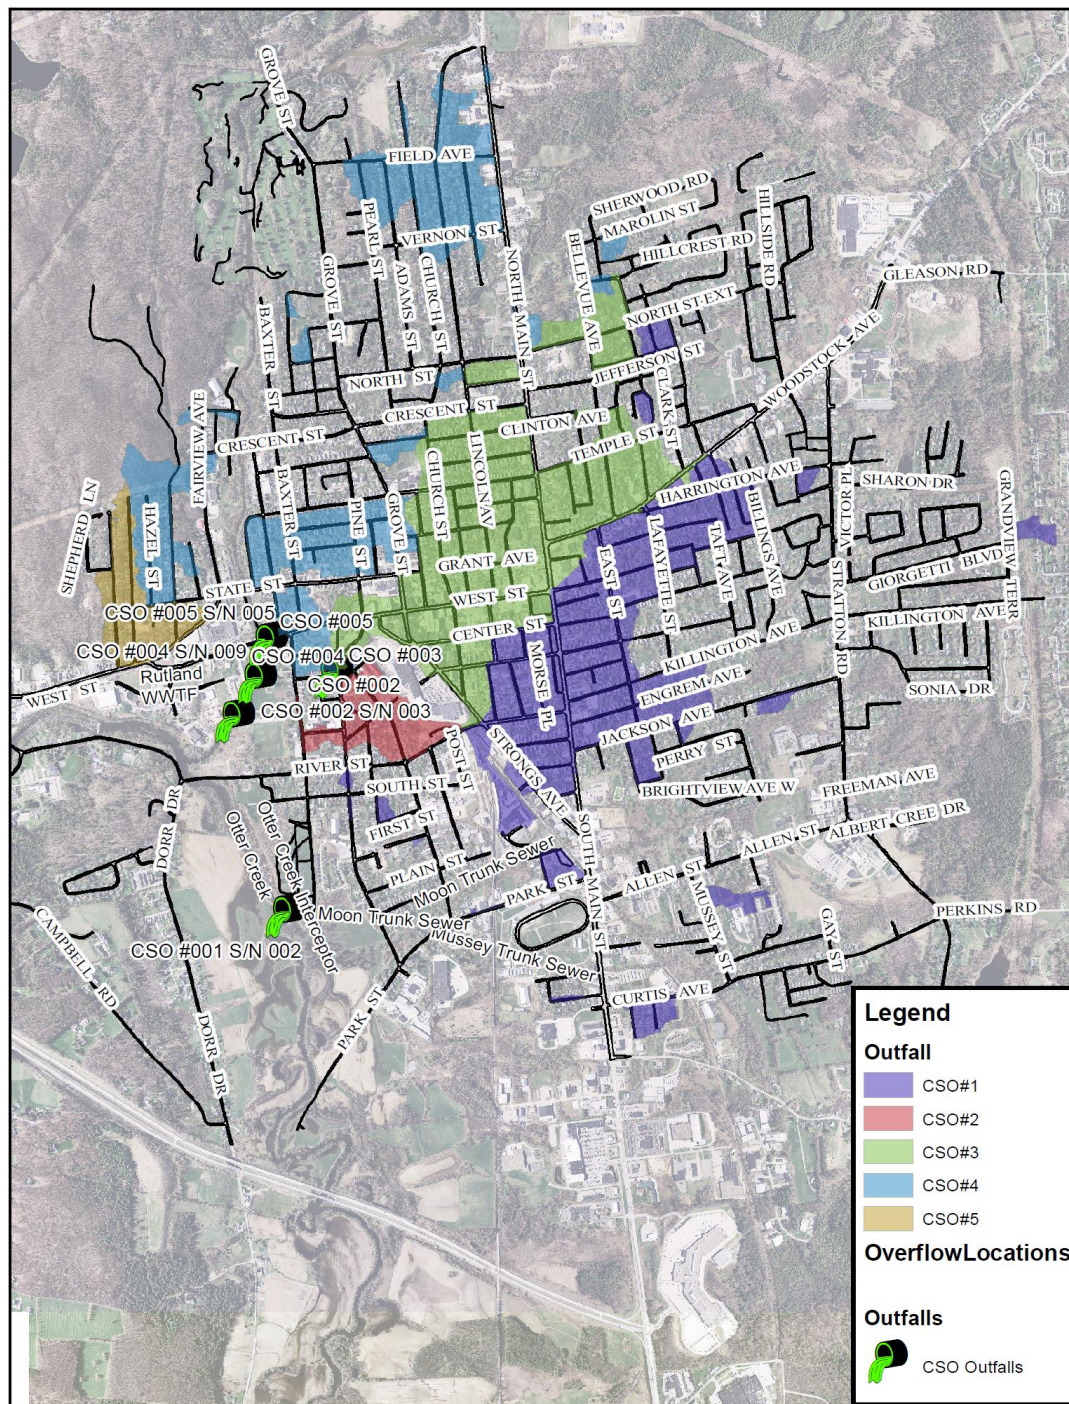 GROVE ST
FIELD AVE
SHERWOOD RD
MAROLIN ST
HILLCREST RD
HILLSIDE RD
PEARL ST
VERNON ST
BELLEVUE AVE
GLEASON RD
GROVE ST
ADAMS ST
CHURCH ST
NORTH MAIN ST
NORTH ST EXT
BAXTER ST
WOODSTOCK AVE
JEFFERSON ST
NORTH ST
CLARK ST
CRESCENT ST
CLINTON AVE
FAIRVIEW AVE
CRESCENT ST
LINCOLN AV
TEMPLE ST
CHURCH ST
HARRINGTON AVE
SHARON DR
SHEPHERD LN
HAZEL ST
BAXTER ST
PINE ST
GROVE ST
VICTOR PL
GRANDVIEW TERR
BILLINGS AVE
GRANT AVE
EAST ST
LAFAYETTE ST
TAFT AVE
GIORGETTI BLVD
STATE ST
WEST ST
STRATTON RD
CSO #005 S/N 005
CSO #005
CENTER ST
KILLINGTON AVE
KILLINGTON AVE
CSO #004 S/N 009
CSO #004
CSO #003
MORSE PL
WEST ST
Rutland
WWTF
CSO #002
ENGREM AVE
SONIA DR
CSO #002 S/N 003
JACKSON AVE
POST ST
STRONGS AVE
PERRY ST
RIVER ST
SOUTH ST
BRIGHTVIEW AVE W
FREEMAN AVE
DORR DR
FIRST ST
SOUTH MAIN ST
ALLEN ST
ALBERT CREE DR
Otter Creek
Otter Creek Interceptor
PLAIN ST
Moon Trunk Sewer
PARK ST
ALLEN ST
MUSSEY ST
Moon Trunk Sewer
GAY ST
PERKINS RD
CAMPBELL RD
CSO #001 S/N 002
Mussey Trunk Sewer
CURTIS AVE
DORR DR
PARK ST
Legend
Outfall
CSO#1
CSO#2
CSO#3
CSO#4
CSO#5
OverflowLocations
Outfalls
CSO Outfalls